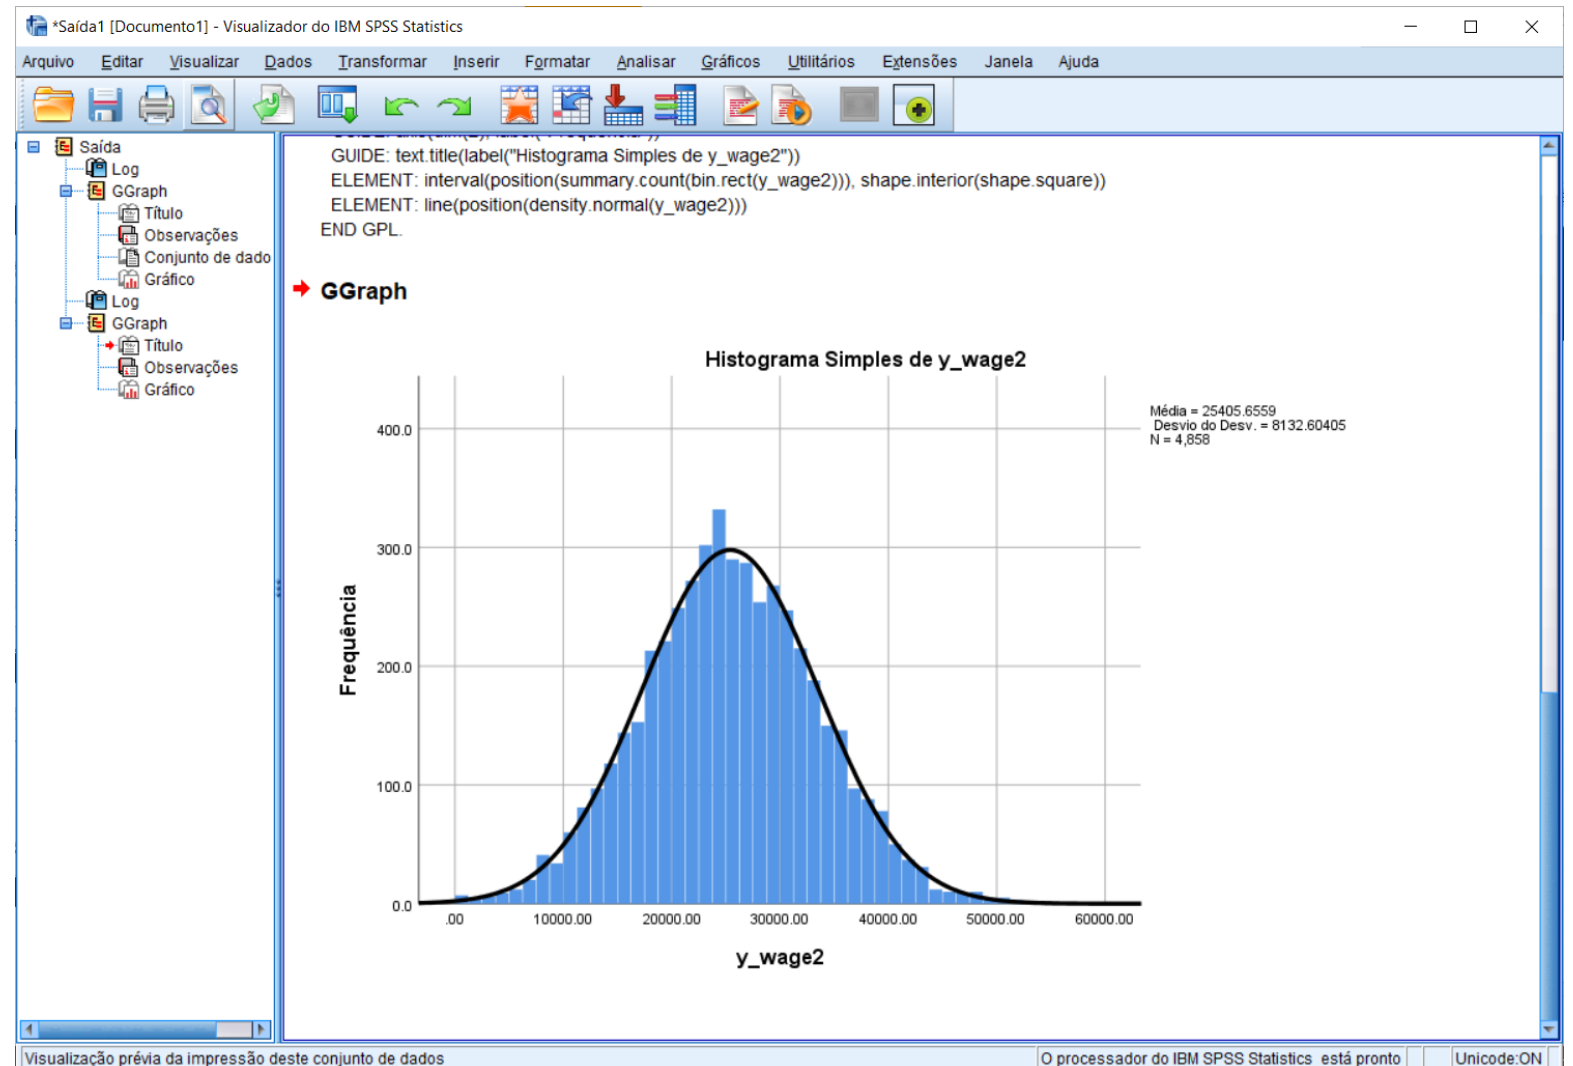 *Saída1 [Documento1] - Visualizador do IBM SPSS Statistics
Arquivo Editar Visualizar Dados Transformar Inserir Formatar Analisar Gráficos Utilitários Extensões Janela Ajuda
Saída
Log
GGraph
Título
Observações
Conjunto de dado
Gráfico
Log
GGraph
Título
Observações
Gráfico
GUIDE: text.title(label("Histograma Simples de y_wage2"))
ELEMENT: interval(position(summary.count(bin.rect(y_wage2))), shape.interior(shape.square))
ELEMENT: line(position(density.normal(y_wage2)))
END GPL.
GGraph
Histograma Simples de y_wage2
Média = 25405.6559
Desvio do Desv. = 8132.60405
N = 4,858
Frequência
400.0
300.0
200.0
100.0
0.0
.00 10000.00 20000.00 30000.00 40000.00 50000.00 60000.00
y_wage2
Visualização prévia da impressão deste conjunto de dados
O processador do IBM SPSS Statistics está pronto
Unicode:ON